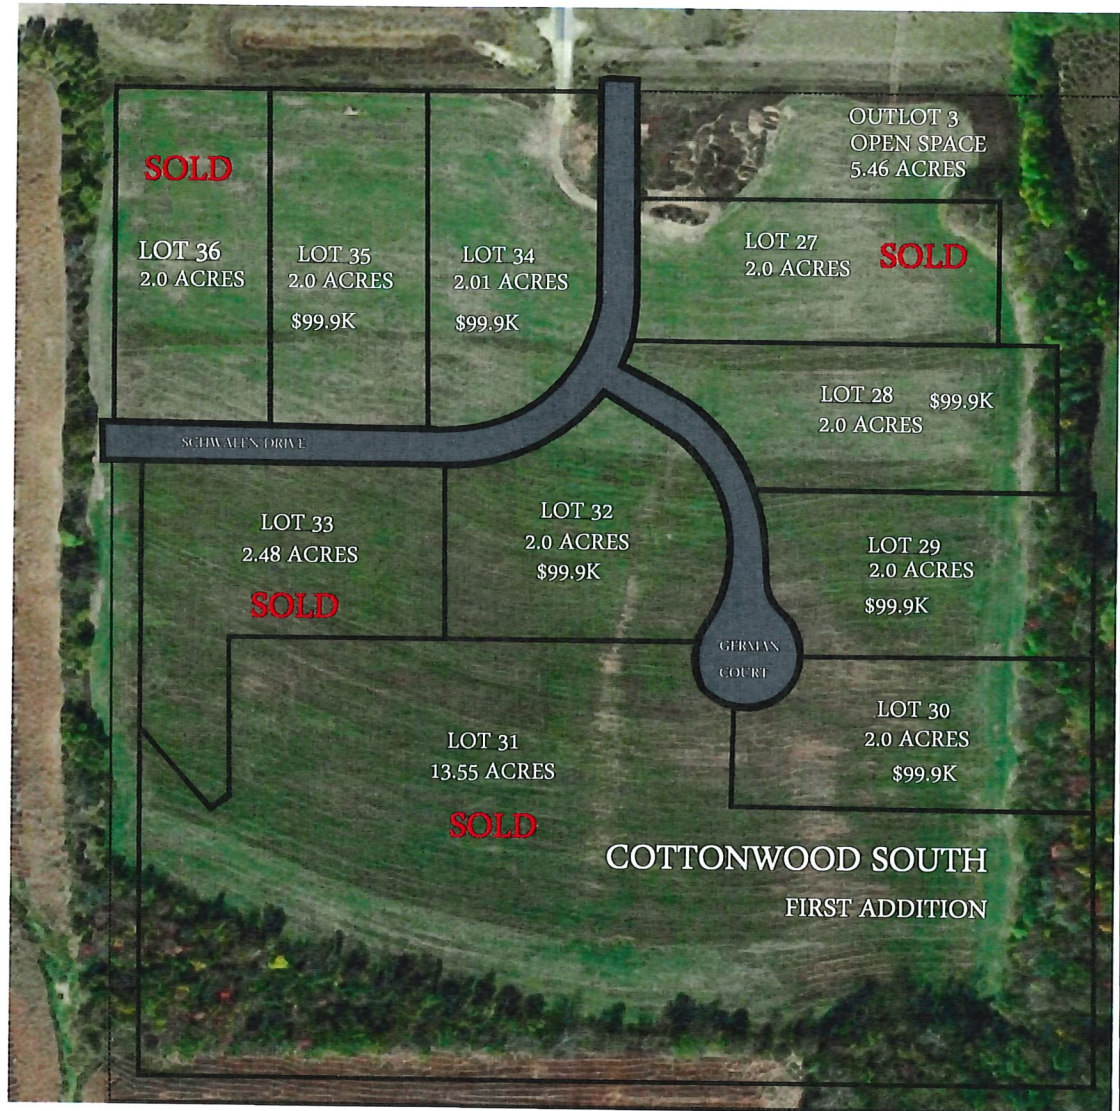 OUTLOT 3
OPEN SPACE
5.46 ACRES
SOLD
LOT 36
2.0 ACRES
LOT 35
2.0 ACRES
$99.9K
LOT 34
2.01 ACRES
$99.9K
LOT 27
2.0 ACRES
SOLD
LOT 28
2.0 ACRES
$99.9K
SCHWALEN DRIVE
LOT 33
2.48 ACRES
SOLD
LOT 32
2.0 ACRES
$99.9K
LOT 29
2.0 ACRES
$99.9K
GERMAN
COURT
LOT 31
13.55 ACRES
SOLD
LOT 30
2.0 ACRES
$99.9K
COTTONWOOD SOUTH
FIRST ADDITION